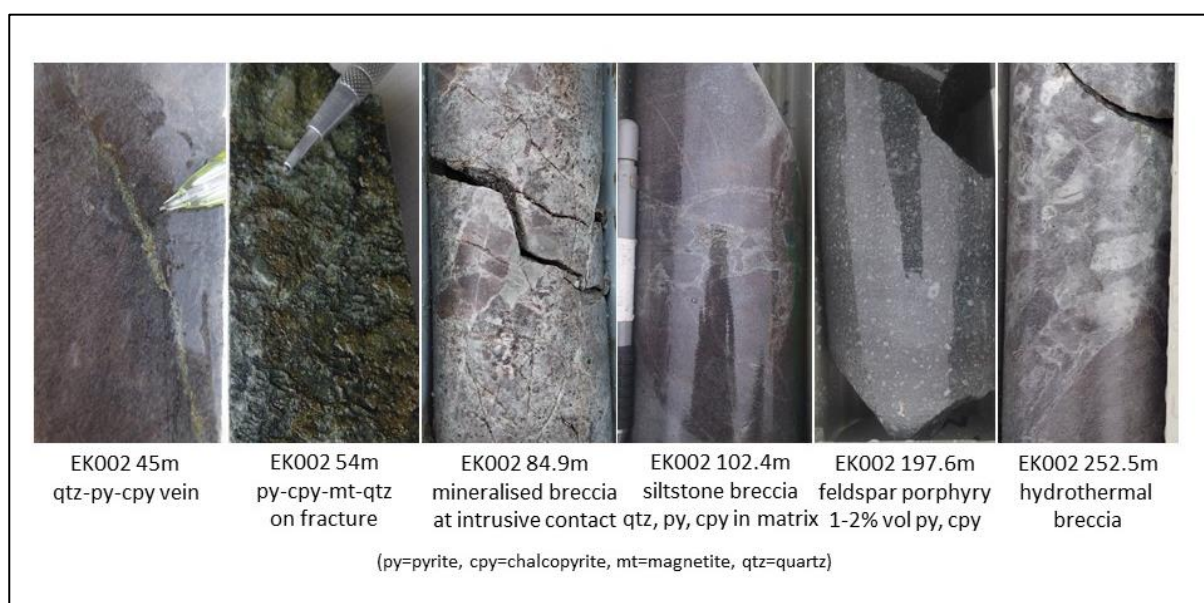 EK002 45m
qtz-py-cpy vein
EK002 54m
py-cpy-mt-qtz
on fracture
EK002 84.9m
mineralised breccia
at intrusive contact
EK002 102.4m
siltstone breccia
qtz, py, cpy in matrix
EK002 197.6m
feldspar porphyry
1-2% vol py, cpy
EK002 252.5m
hydrothermal
breccia
(py=pyrite, cpy=chalcopyrite, mt=magnetite, qtz=quartz)